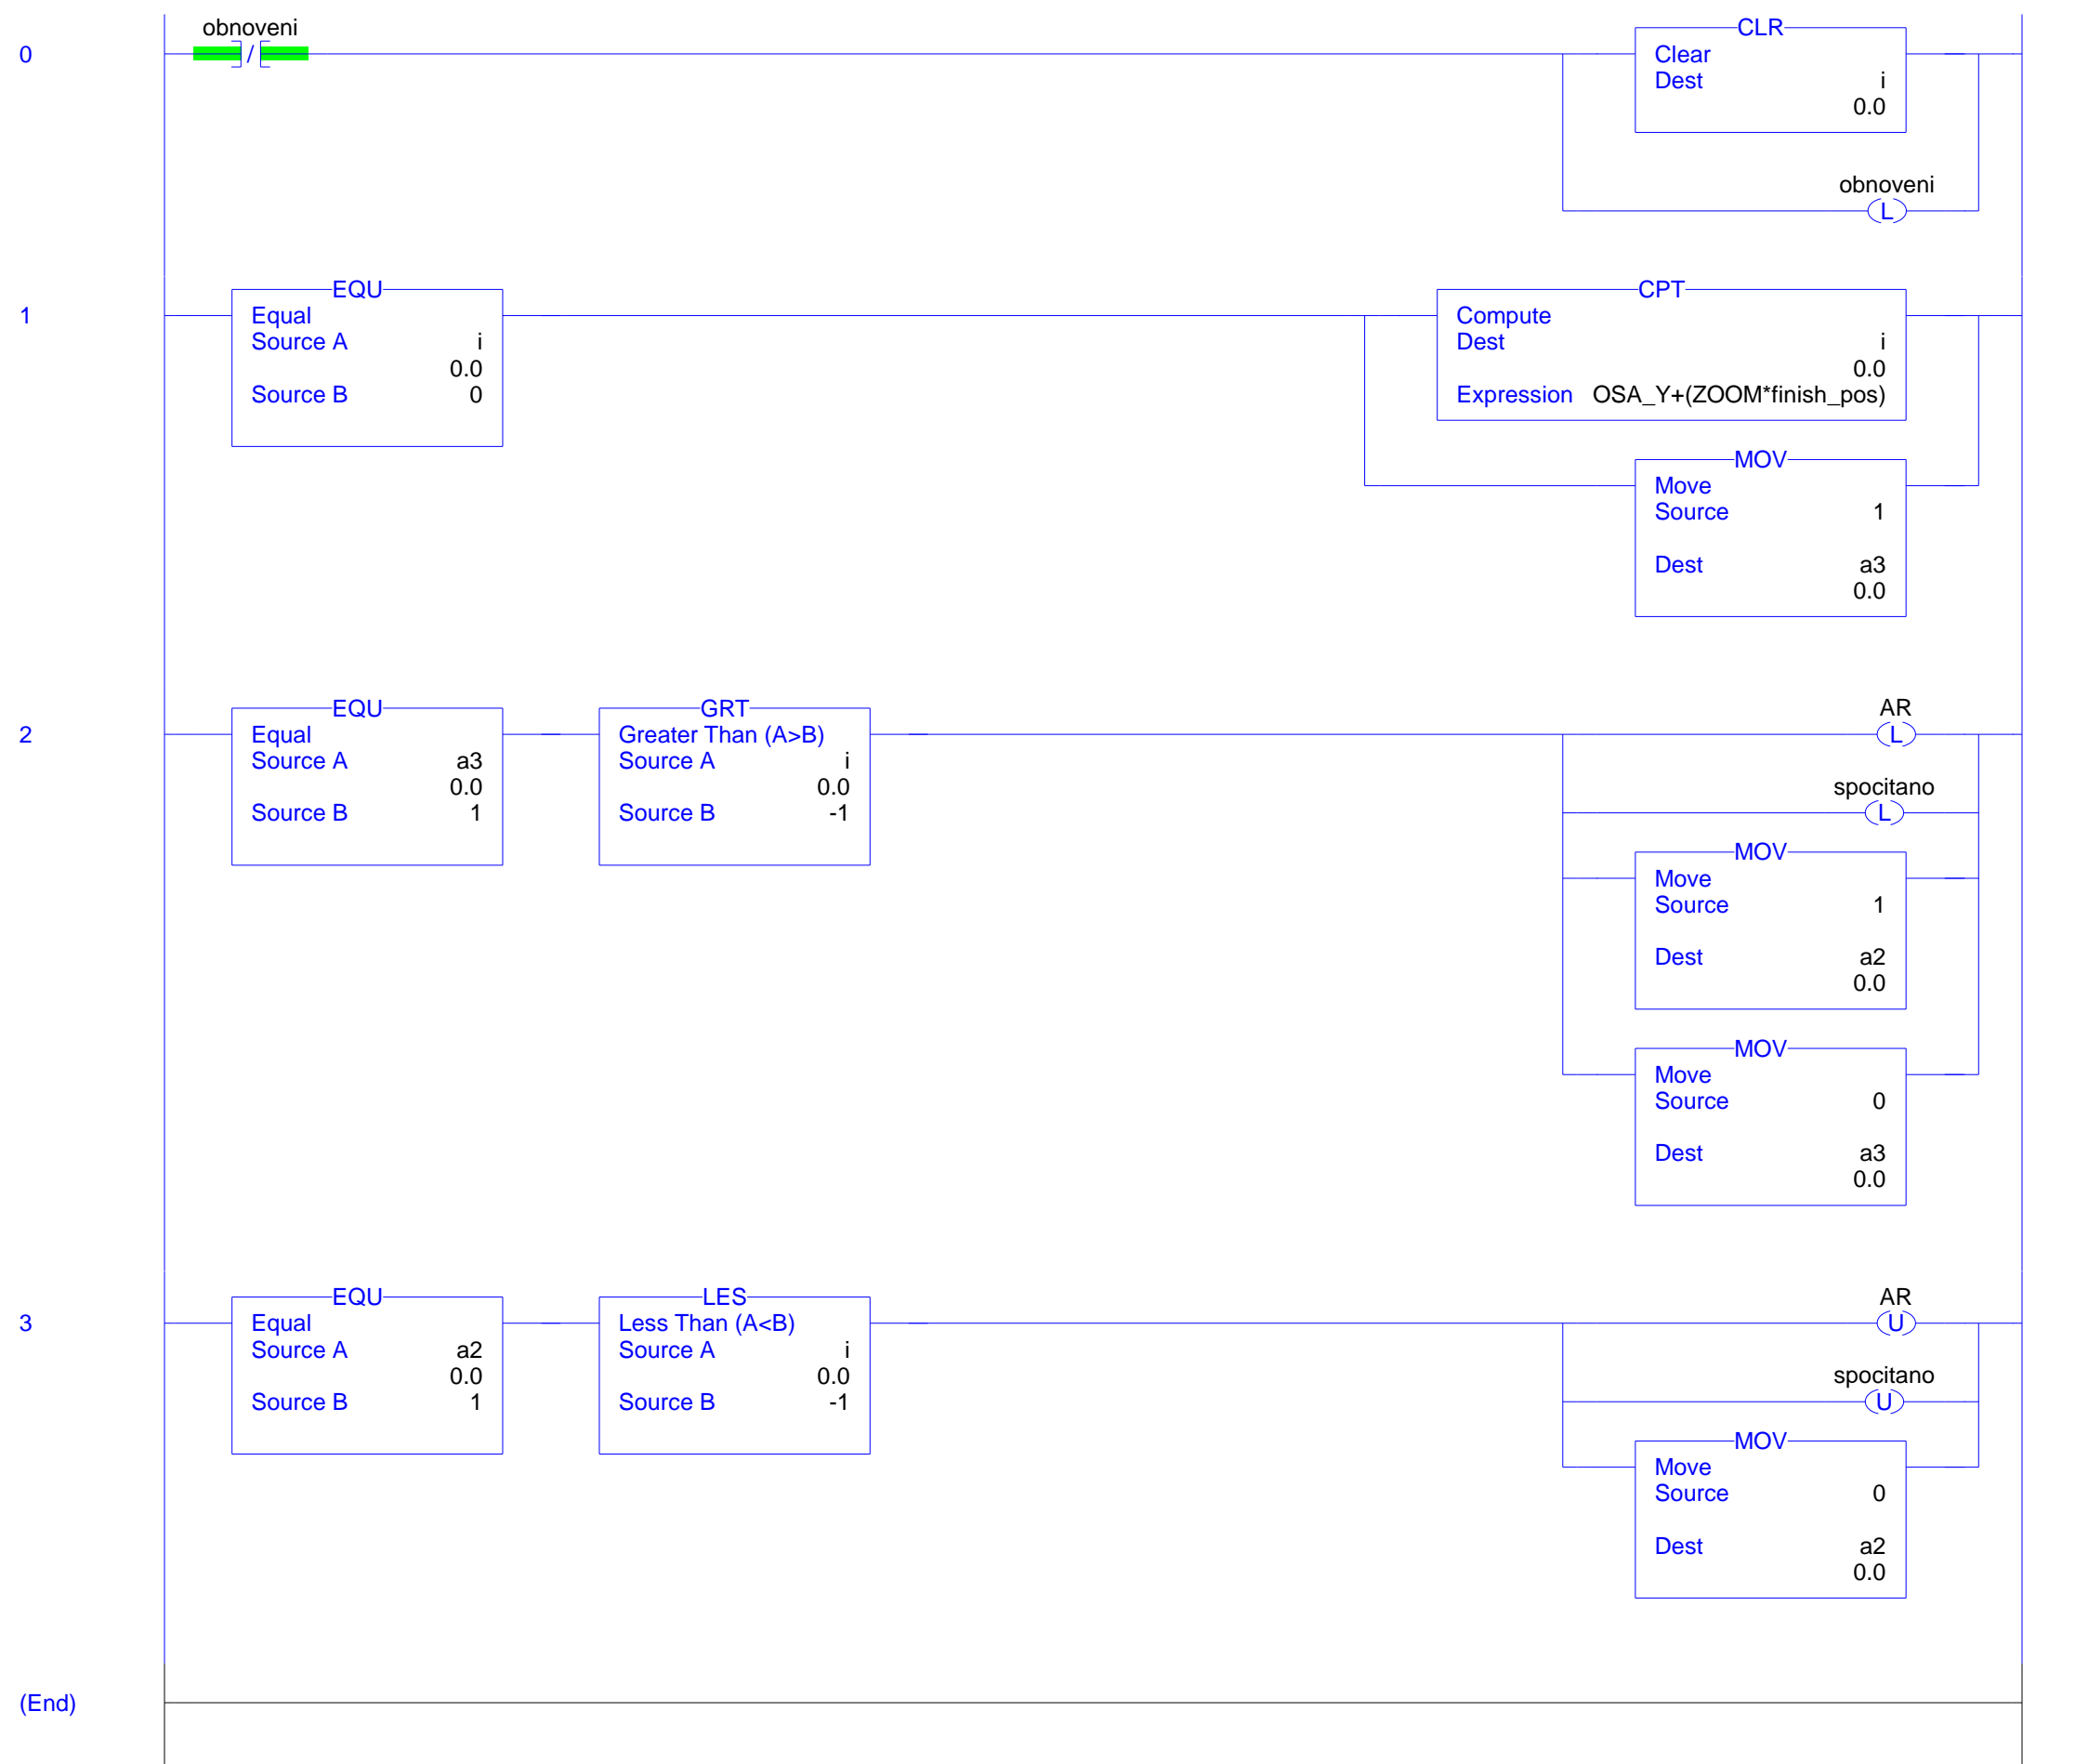 obnoveni
0
/
CLR
Clear
Dest i
0.0
obnoveni
L
1
EQU
Equal
Source A i
0.0
Source B 0
CPT
Compute
Dest i
0.0
Expression OSA_Y+(ZOOM*finish_pos)
MOV
Move
Source 1
Dest a3
0.0
2
EQU
Equal
Source A a3
0.0
Source B 1
GRT
Greater Than (A>B)
Source A i
0.0
Source B -1
AR
L
spocitano
L
MOV
Move
Source 1
Dest a2
0.0
MOV
Move
Source 0
Dest a3
0.0
3
EQU
Equal
Source A a2
0.0
Source B 1
LES
Less Than (A<B)
Source A i
0.0
Source B -1
AR
U
spocitano
U
MOV
Move
Source 0
Dest a2
0.0
(End)